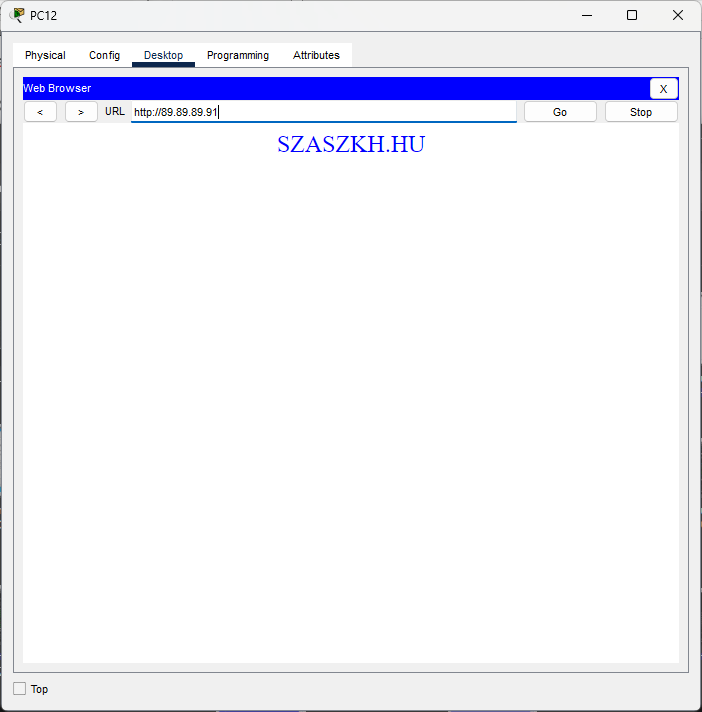 PC12
Physical Config Desktop Programming Attributes
Web Browser X
< > URL http://89.89.89.91 Go Stop
SZASZKH.HU
Top